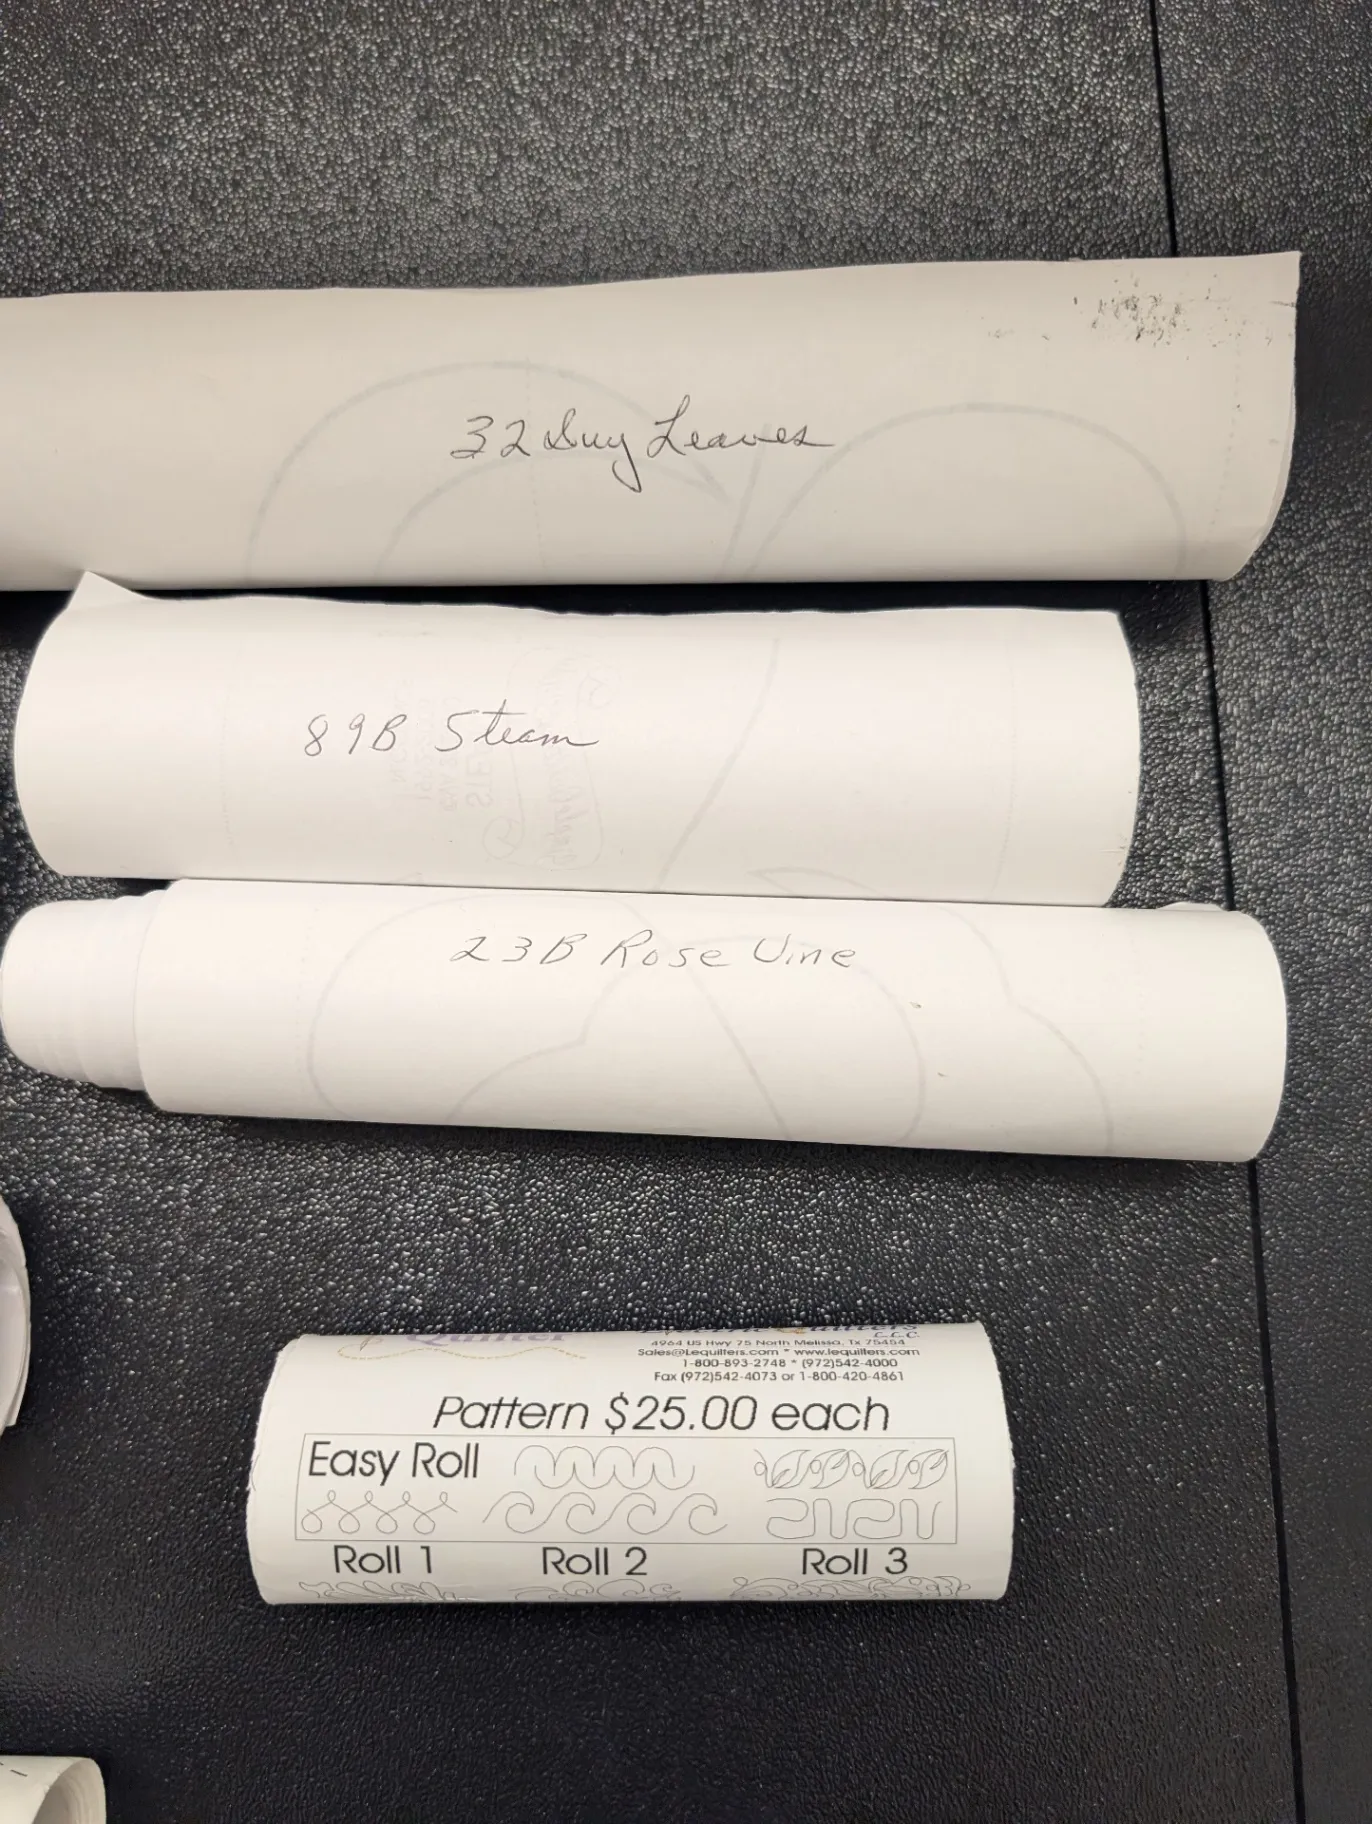 32 Ivy Leaves
89B Steam
23B Rose Vine
Quilter
Quilters
L.L.C.
4964 US Hwy 75 North Melissa, Tx 75454
Sales@Lequilters.com * www.lequilters.com
1-800-893-2748 * (972)542-4000
Fax (972)542-4073 or 1-800-420-4861
Pattern $25.00 each
Easy Roll
Roll 1 Roll 2 Roll 3